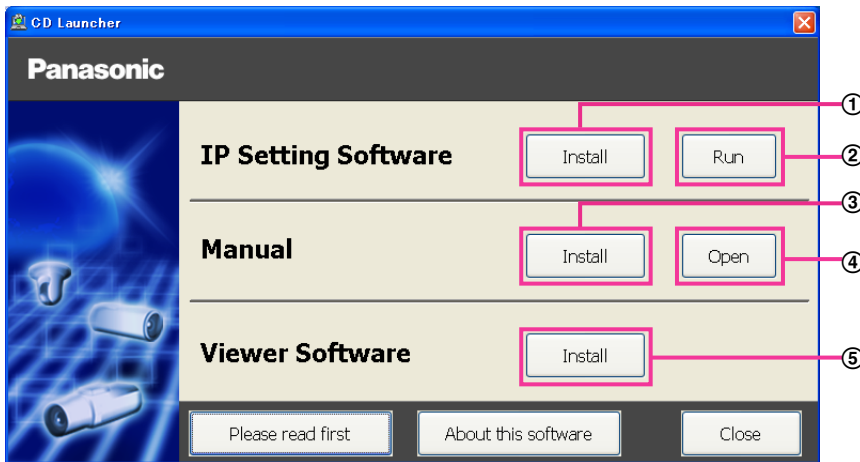 CD Launcher
Panasonic
①
IP Setting Software Install Run ②
③
Manual Install Open ④
Viewer Software Install ⑤
Please read first About this software Close